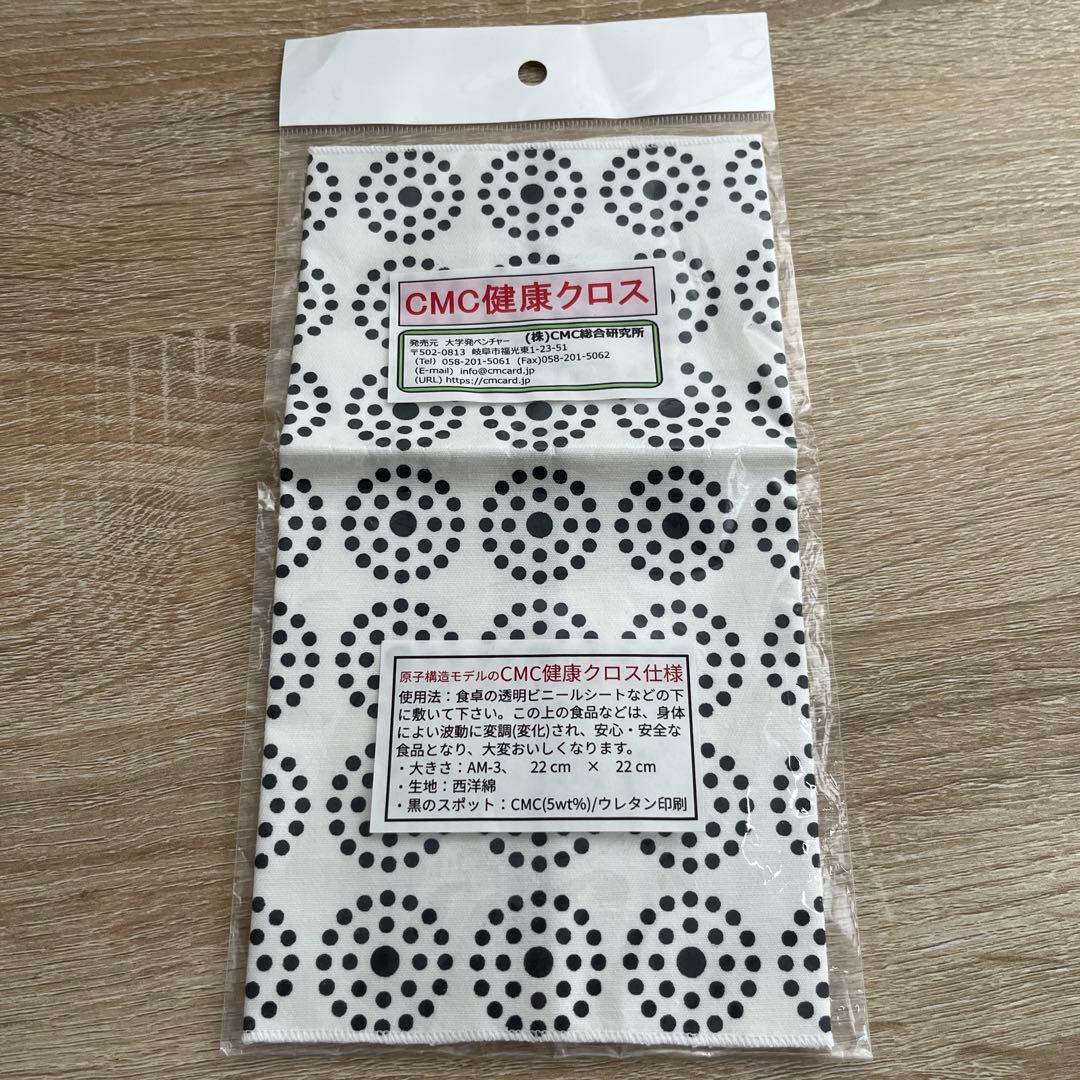 CMC健康クロス
発売元 大学発ベンチャー (株)CMC総合研究所
〒502-0813 岐阜市福光東1-23-51
(Tel) 058-201-5061 (Fax)058-201-5062
(E-mail) info@cmcard.jp
(URL) https://cmcard.jp
原子構造モデルのCMC健康クロス仕様
使用法：食卓の透明ビニールシートなどの下
に敷いて下さい。この上の食品などは、身体
によい波動に変調(変化)され、安心・安全な
食品となり、大変おいしくなります。
・大きさ：AM-3、 22 cm × 22 cm
・生地：西洋綿
・黒のスポット：CMC(5wt%)/ウレタン印刷